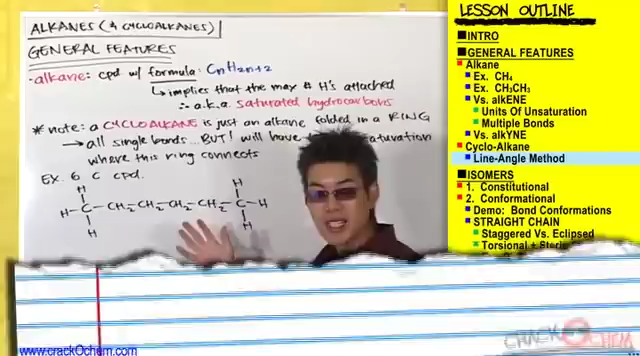 ALKANES (& CYCLOALKANES)
GENERAL FEATURES
-alkane: cpd w/ formula: CnH2n+2
↳ implies that the max # H's attached
∴ a.k.a. saturated hydrocarbons
* note: a CYCLOALKANE is just an alkane folded in a RING
→ all single bonds... BUT! will have saturation
where this ring connects
Ex. 6 C cpd.
H H
H-C-CH2-CH2-CH2-CH2-C-H
H H
LESSON OUTLINE
INTRO
GENERAL FEATURES
Alkane
Ex. CH4
Ex. CH3CH3
Vs. alkENE
Units of Unsaturation
Multiple Bonds
Vs. alkYNE
Cyclo-Alkane
Line-Angle Method
ISOMERS
1. Constitutional
2. Conformational
Demo: Bond Conformations
STRAIGHT CHAIN
Staggered Vs. Eclipsed
Torsional +
www.crackOchem.com
CRACK O CHEM